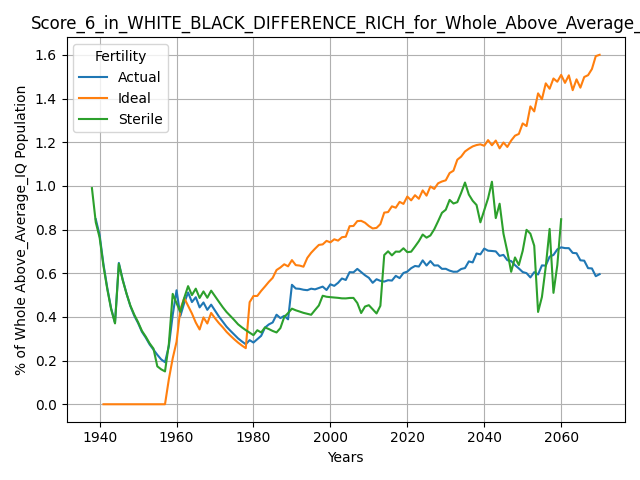 Score_6_in_WHITE_BLACK_DIFFERENCE_RICH_for_Whole_Above_Average_
Fertility
Actual
Ideal
Sterile
% of Whole Above_Average_IQ Population
1.6
1.4
1.2
1.0
0.8
0.6
0.4
0.2
0.0
1940 1960 1980 2000 2020 2040 2060
Years